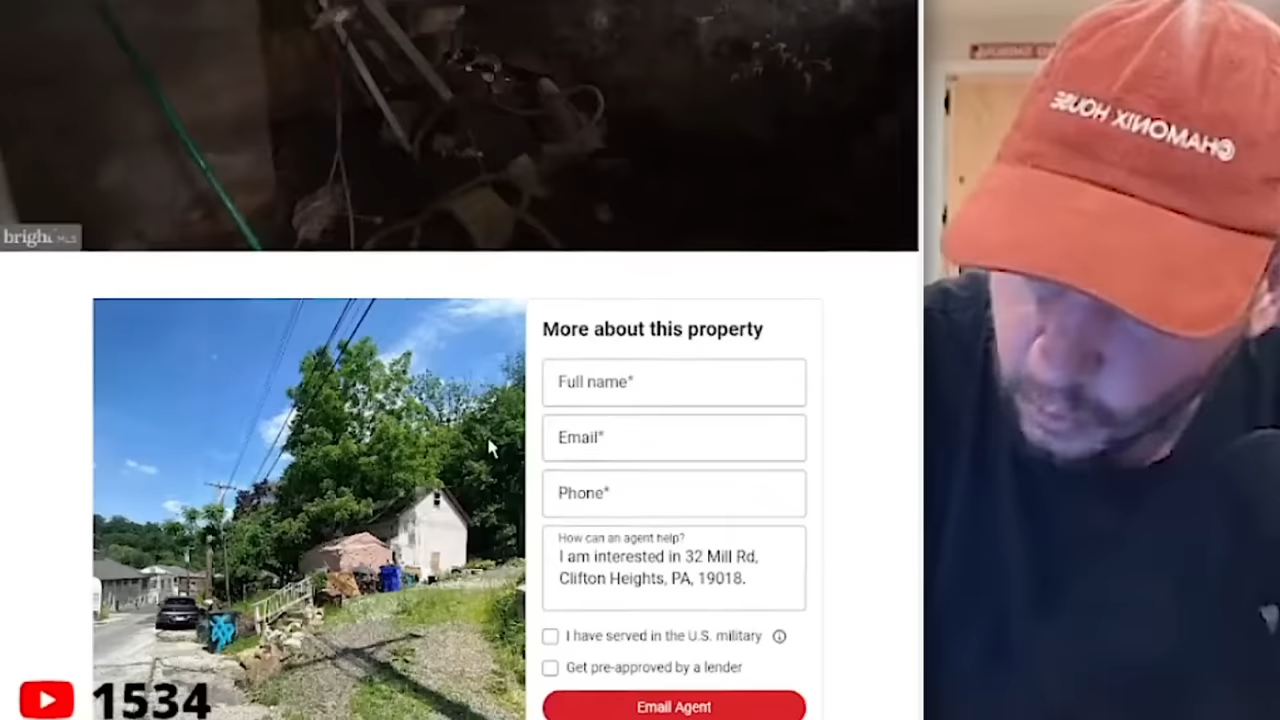 bright MLS
CHAMONIX HOUSE
More about this property
Full name*
Email*
Phone*
How can an agent help?
I am interested in 32 Mill Rd,
Clifton Heights, PA, 19018.
I have served in the U.S. military
Get pre-approved by a lender
Email Agent
1534